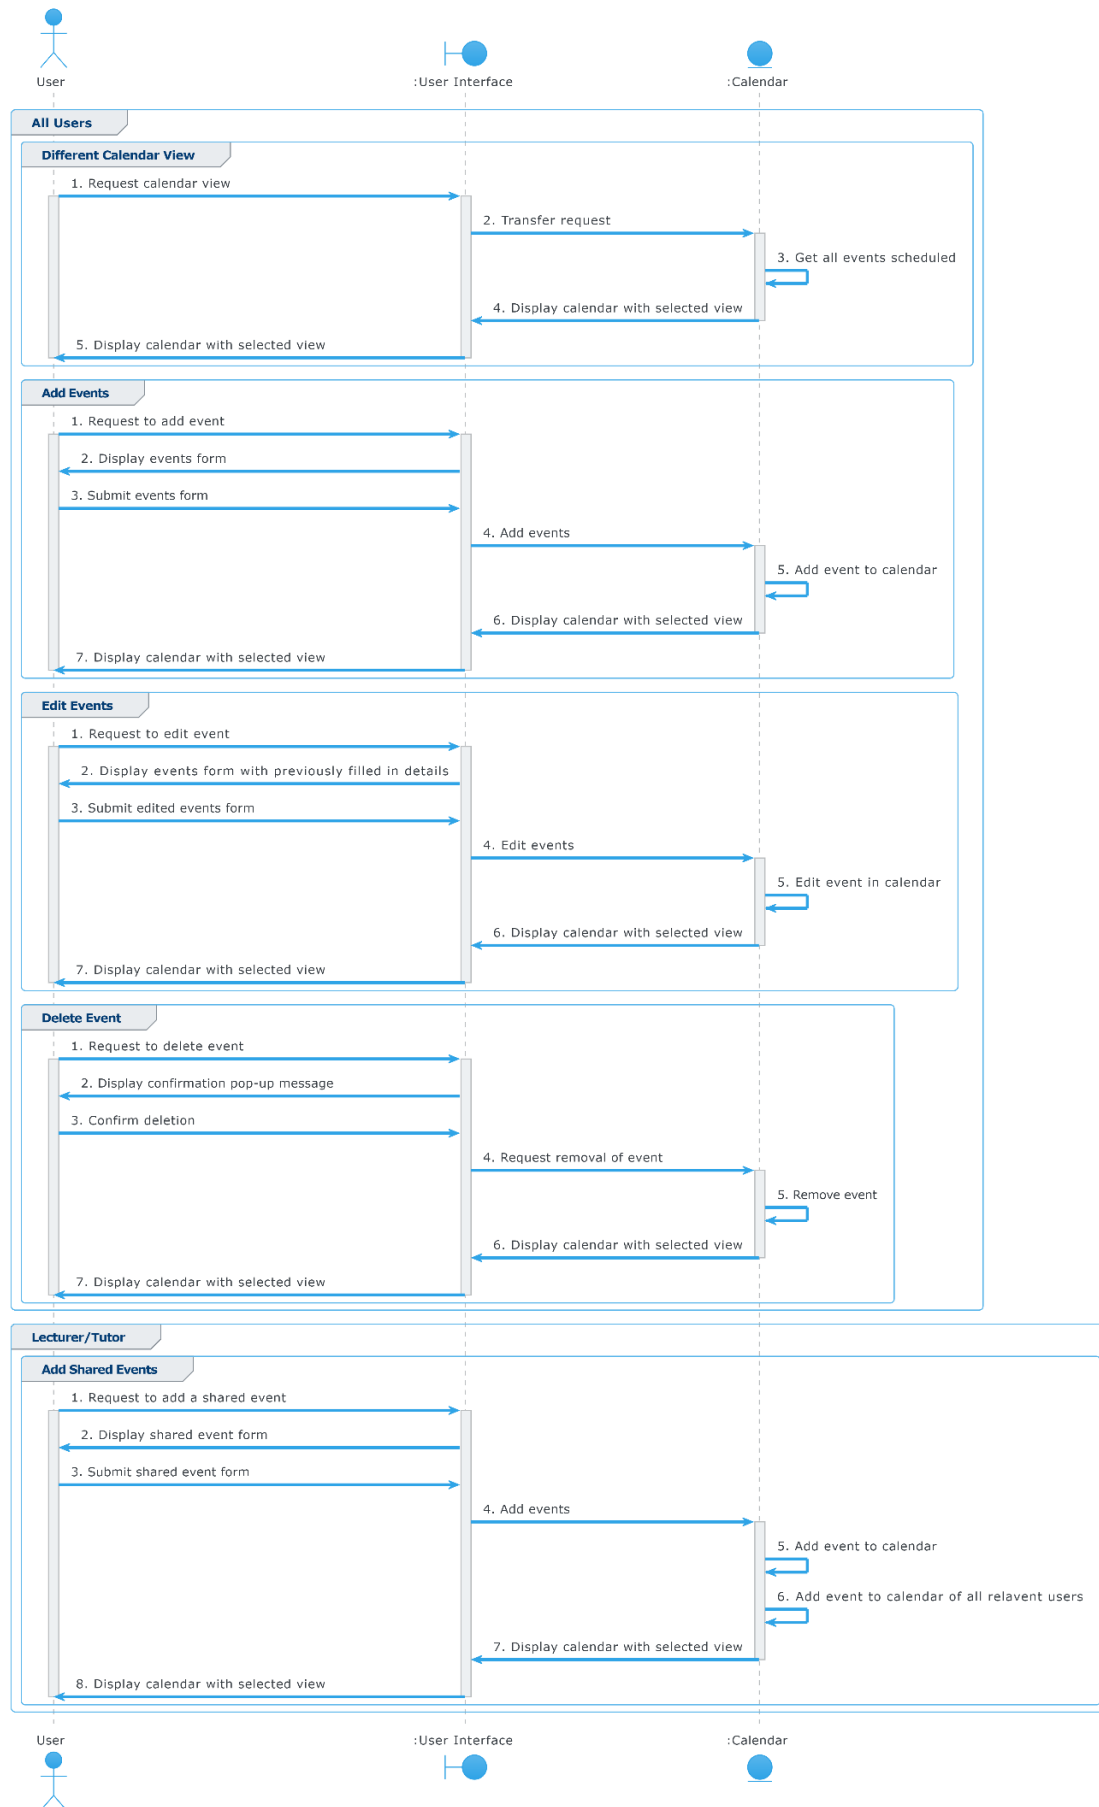 User
:User Interface
:Calendar
All Users
Different Calendar View
1. Request calendar view
2. Transfer request
3. Get all events scheduled
4. Display calendar with selected view
5. Display calendar with selected view
Add Events
1. Request to add event
2. Display events form
3. Submit events form
4. Add events
5. Add event to calendar
6. Display calendar with selected view
7. Display calendar with selected view
Edit Events
1. Request to edit event
2. Display events form with previously filled in details
3. Submit edited events form
4. Edit events
5. Edit event in calendar
6. Display calendar with selected view
7. Display calendar with selected view
Delete Event
1. Request to delete event
2. Display confirmation pop-up message
3. Confirm deletion
4. Request removal of event
5. Remove event
6. Display calendar with selected view
7. Display calendar with selected view
Lecturer/Tutor
Add Shared Events
1. Request to add a shared event
2. Display shared event form
3. Submit shared event form
4. Add events
5. Add event to calendar
6. Add event to calendar of all relavent users
7. Display calendar with selected view
8. Display calendar with selected view
User
:User Interface
:Calendar